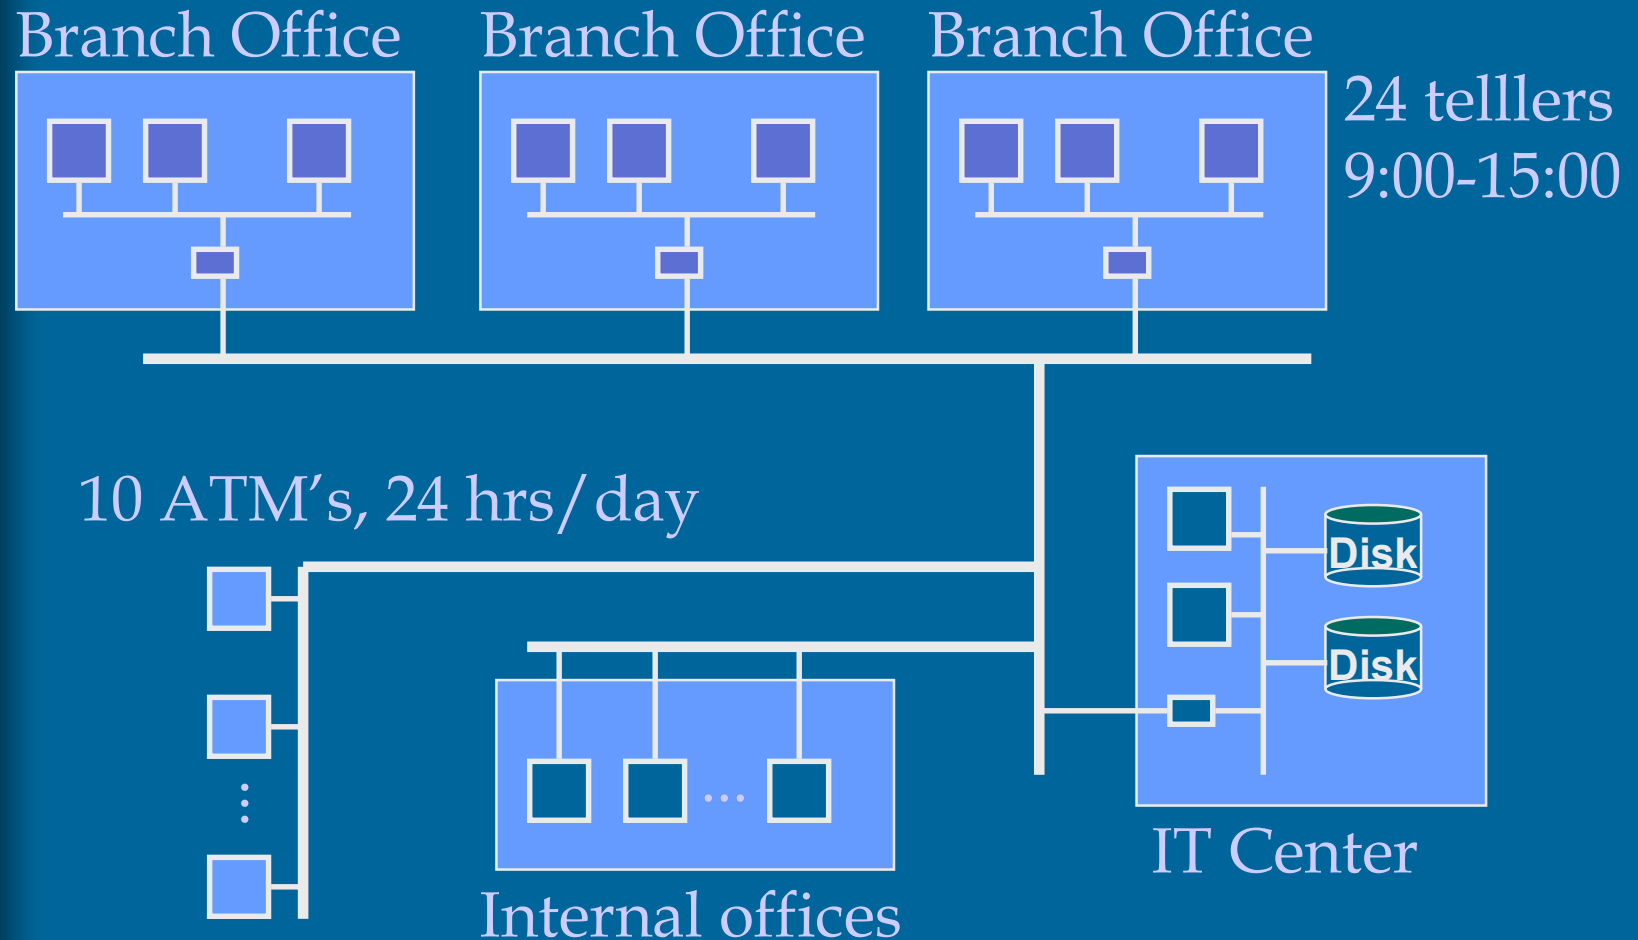 Branch Office
Branch Office
Branch Office
24 telllers
9:00-15:00
10 ATM’s, 24 hrs/day
Disk
Disk
...
...
IT Center
Internal offices